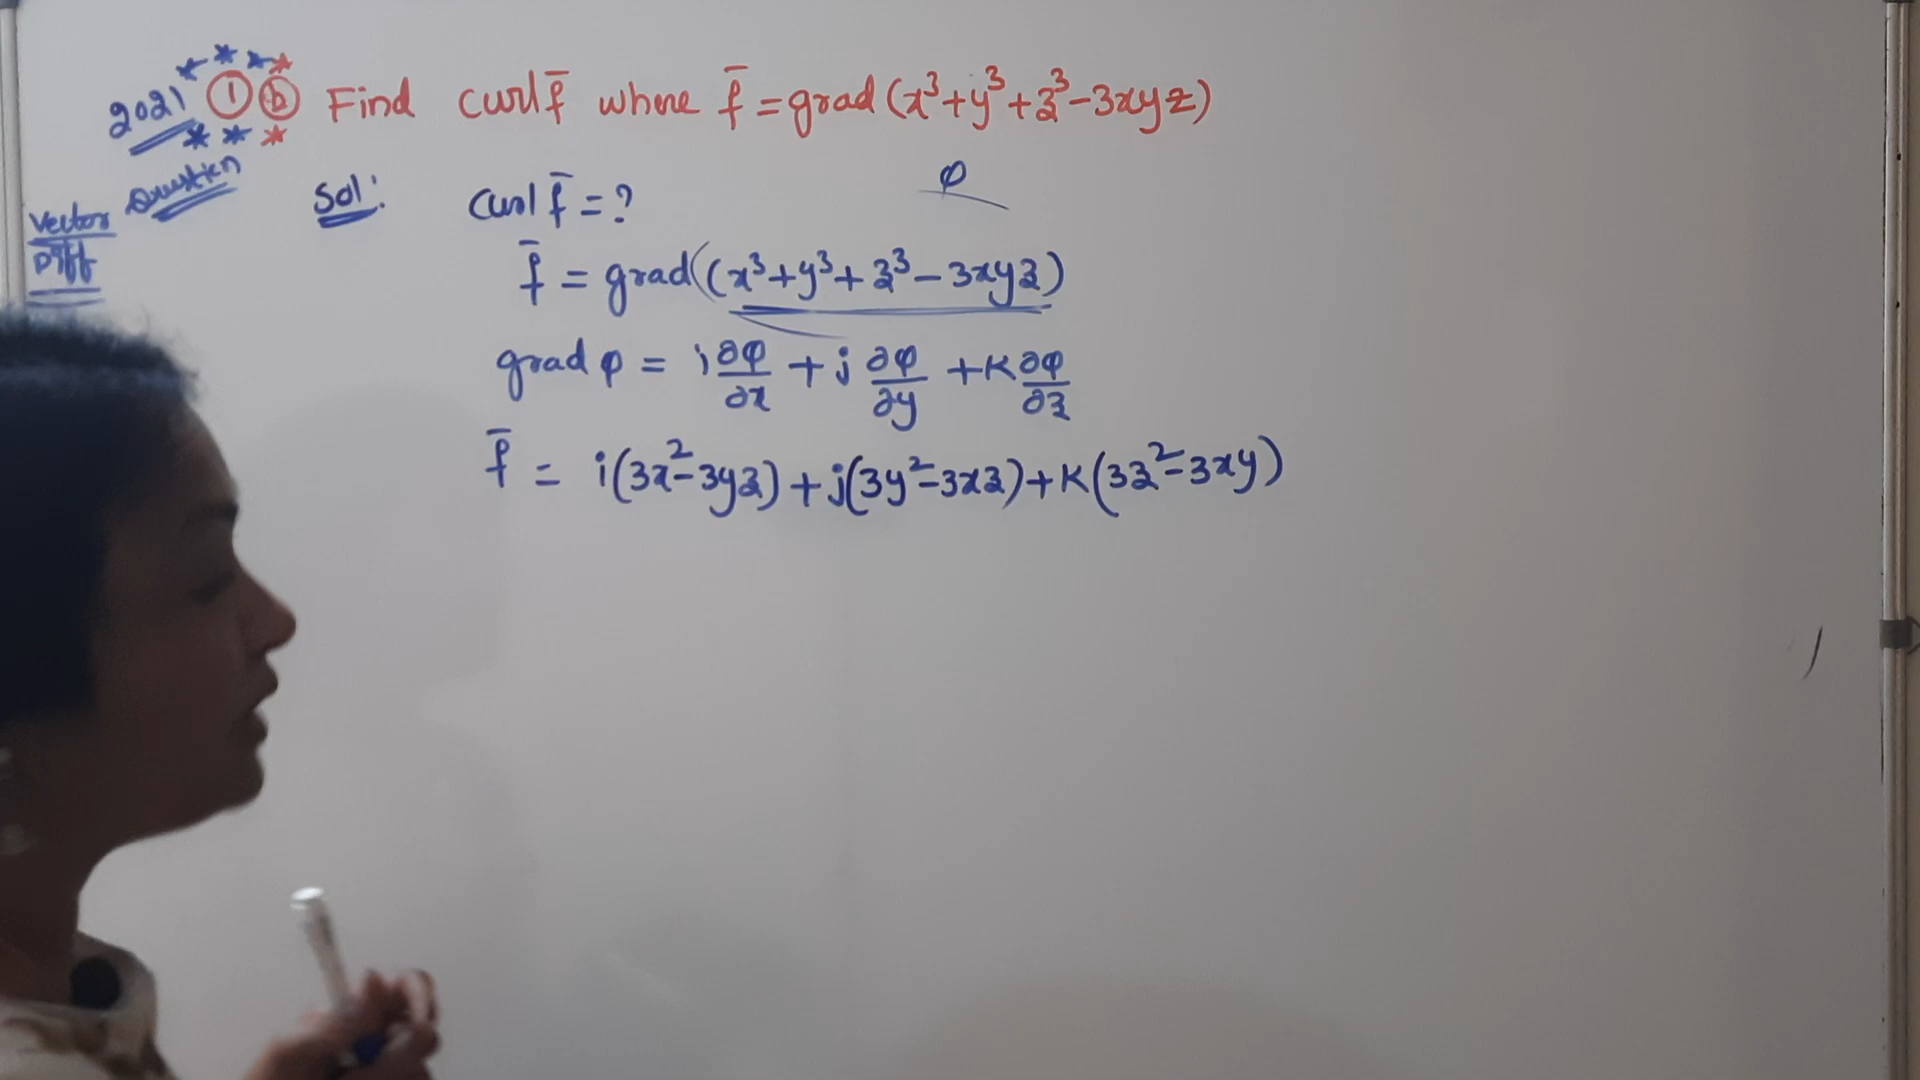 2021 ① ⓑ Find curl f̄ where f̄ = grad (x³+y³+z³-3xyz)
Question
Vector
Diff
Sol: Curl f̄ = ?
φ
f̄ = grad((x³+y³+z³-3xyz)
grad φ = i ∂φ/∂x + j ∂φ/∂y + k ∂φ/∂z
f̄ = i(3x²-3yz) + j(3y²-3xz) + k(3z²-3xy)